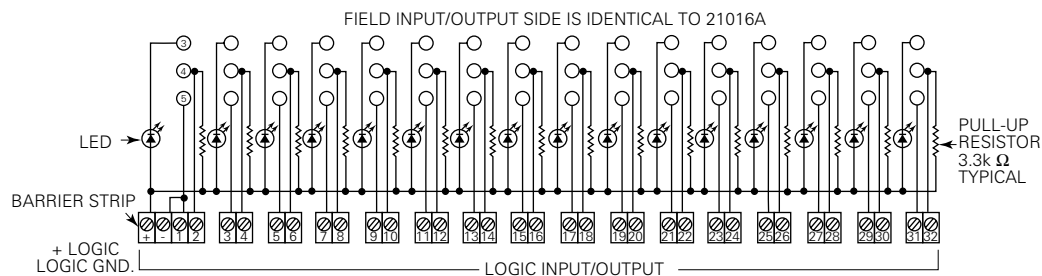 FIELD INPUT/OUTPUT SIDE IS IDENTICAL TO 21016A
3
4
5
LED
PULL-UP
RESISTOR
3.3k Ω
TYPICAL
BARRIER STRIP
+ - 1 2 3 4 5 6 7 8 9 10 11 12 13 14 15 16 17 18 19 20 21 22 23 24 25 26 27 28 29 30 31 32
+ LOGIC
LOGIC GND.
LOGIC INPUT/OUTPUT